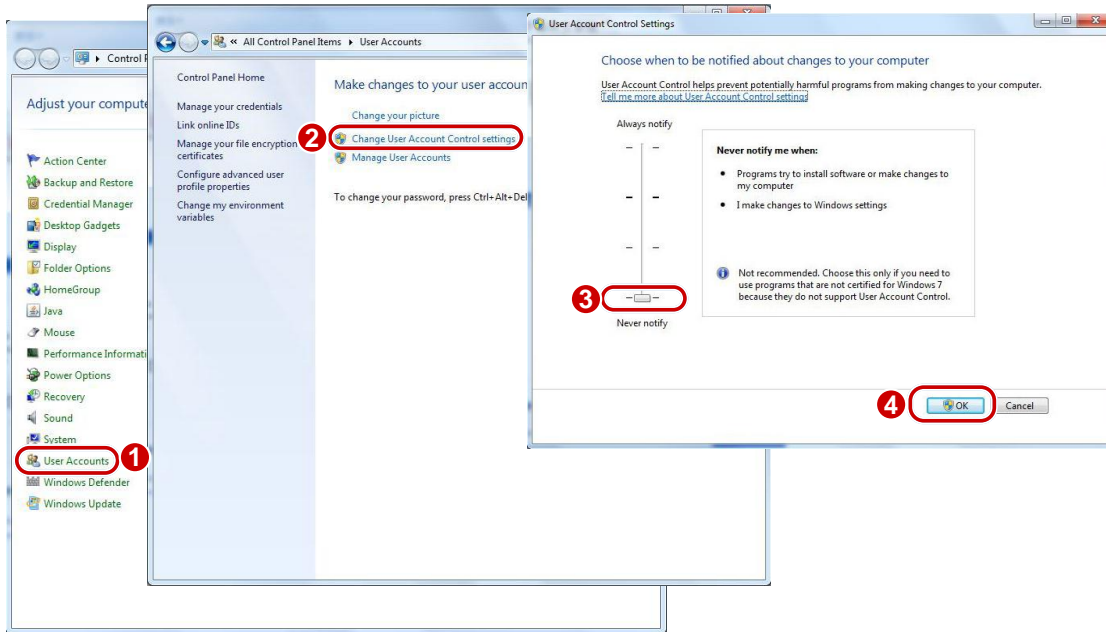 Control
Adjust your compute
Action Center
Backup and Restore
Credential Manager
Desktop Gadgets
Display
Folder Options
HomeGroup
Java
Mouse
Performance Informati
Power Options
Recovery
Sound
System
User Accounts
1
Windows Defender
Windows Update
« All Control Panel Items ▸ User Accounts
Control Panel Home
Manage your credentials
Link online IDs
Manage your file encryption
certificates
Configure advanced user
profile properties
Change my environment
variables
Make changes to your user accoun
Change your picture
2
Change User Account Control settings
Manage User Accounts
To change your password, press Ctrl+Alt+Del
User Account Control Settings
Choose when to be notified about changes to your computer
User Account Control helps prevent potentially harmful programs from making changes to your computer.
Tell me more about User Account Control settings
Always notify
Never notify me when:
• Programs try to install software or make changes to
my computer
• I make changes to Windows settings
Not recommended. Choose this only if you need to
use programs that are not certified for Windows 7
because they do not support User Account Control.
3
Never notify
4
OK
Cancel